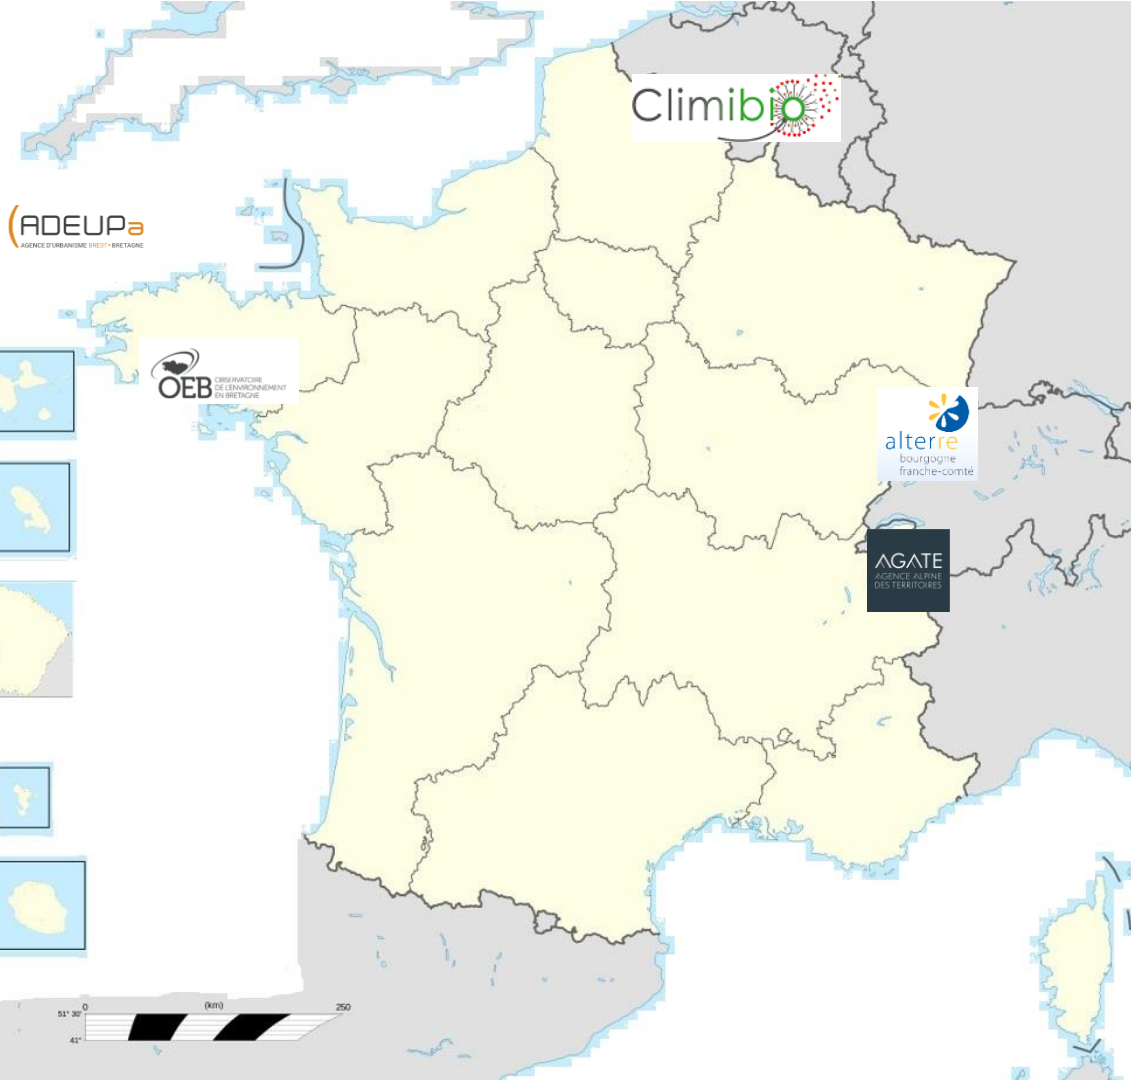 Climibio
ADEUPa
AGENCE D'URBANISME BREST • BRETAGNE
OEB
OBSERVATOIRE
DE L'ENVIRONNEMENT
EN BRETAGNE
alterre
bourgogne
franche-comté
AGATE
AGENCE ALPINE
DES TERRITOIRES
0 (km) 250
51° 30'
41°